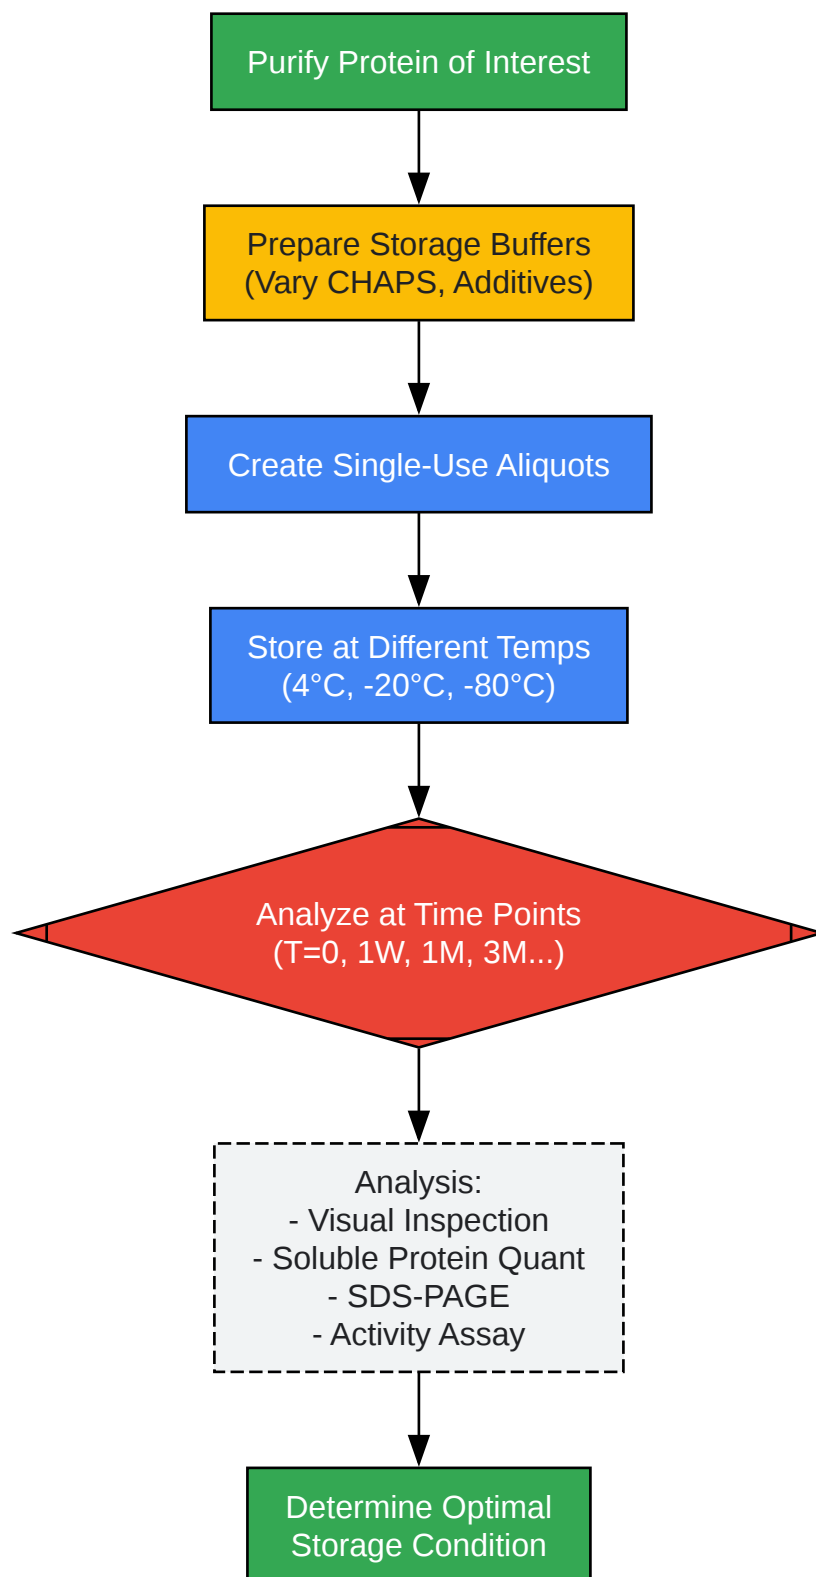 Purify Protein of Interest
Prepare Storage Buffers
(Vary CHAPS, Additives)
Create Single-Use Aliquots
Store at Different Temps
(4°C, -20°C, -80°C)
Analyze at Time Points
(T=0, 1W, 1M, 3M...)
Analysis:
- Visual Inspection
- Soluble Protein Quant
- SDS-PAGE
- Activity Assay
Determine Optimal
Storage Condition